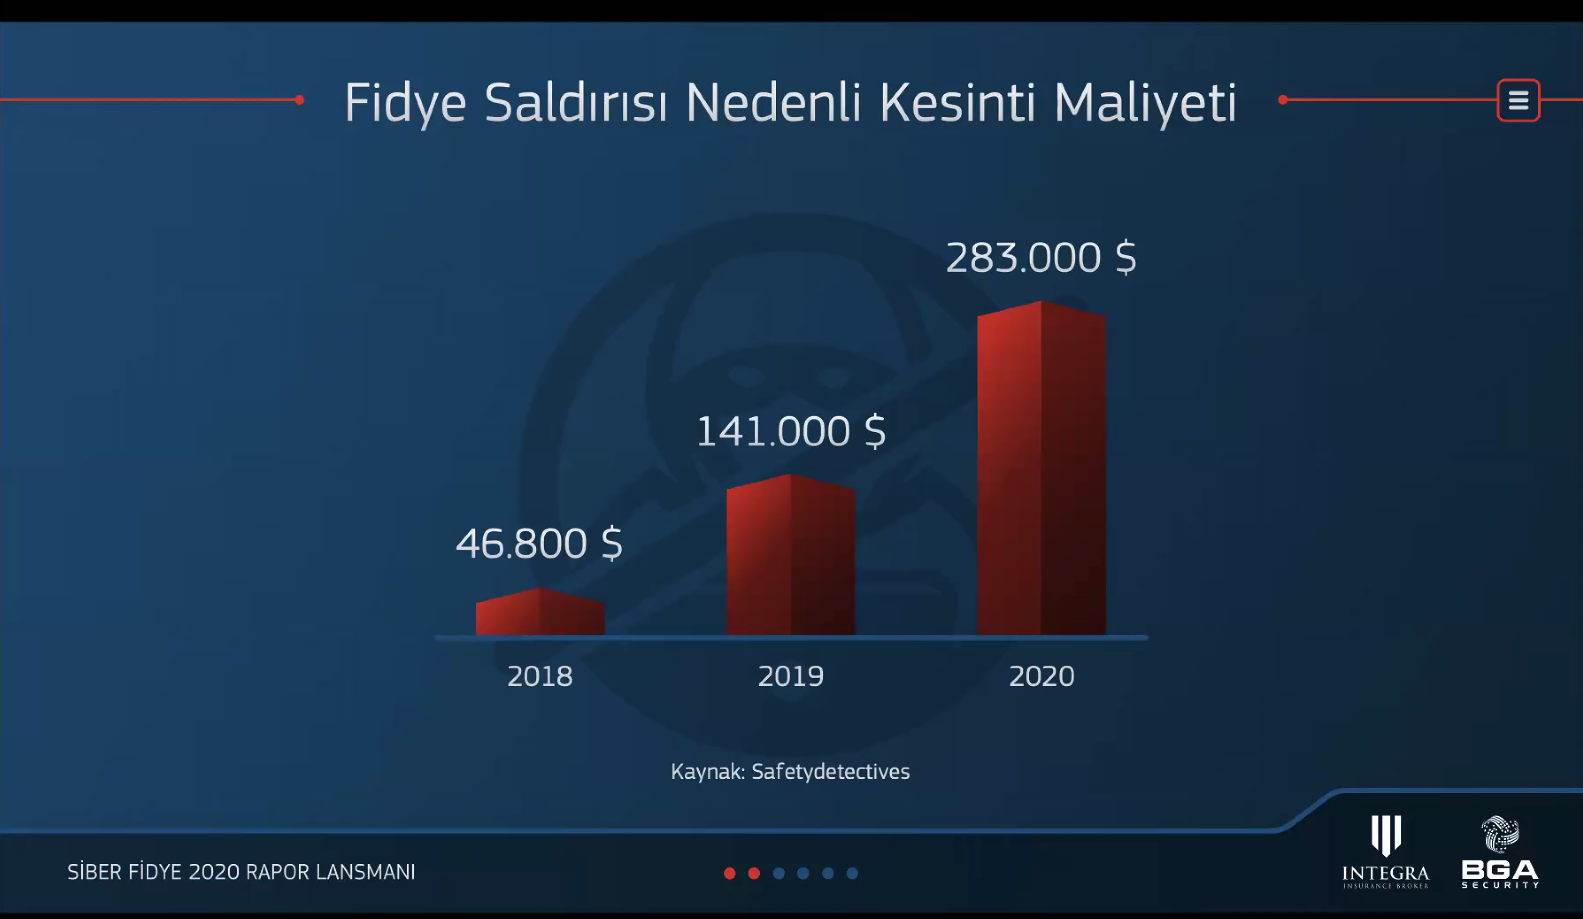 Fidye Saldırısı Nedenli Kesinti Maliyeti
283.000 $
141.000 $
46.800 $
2018
2019
2020
Kaynak: Safetydetectives
SİBER FİDYE 2020 RAPOR LANSMANI
INTEGRA
INSURANCE BROKER
BGA
SECURITY